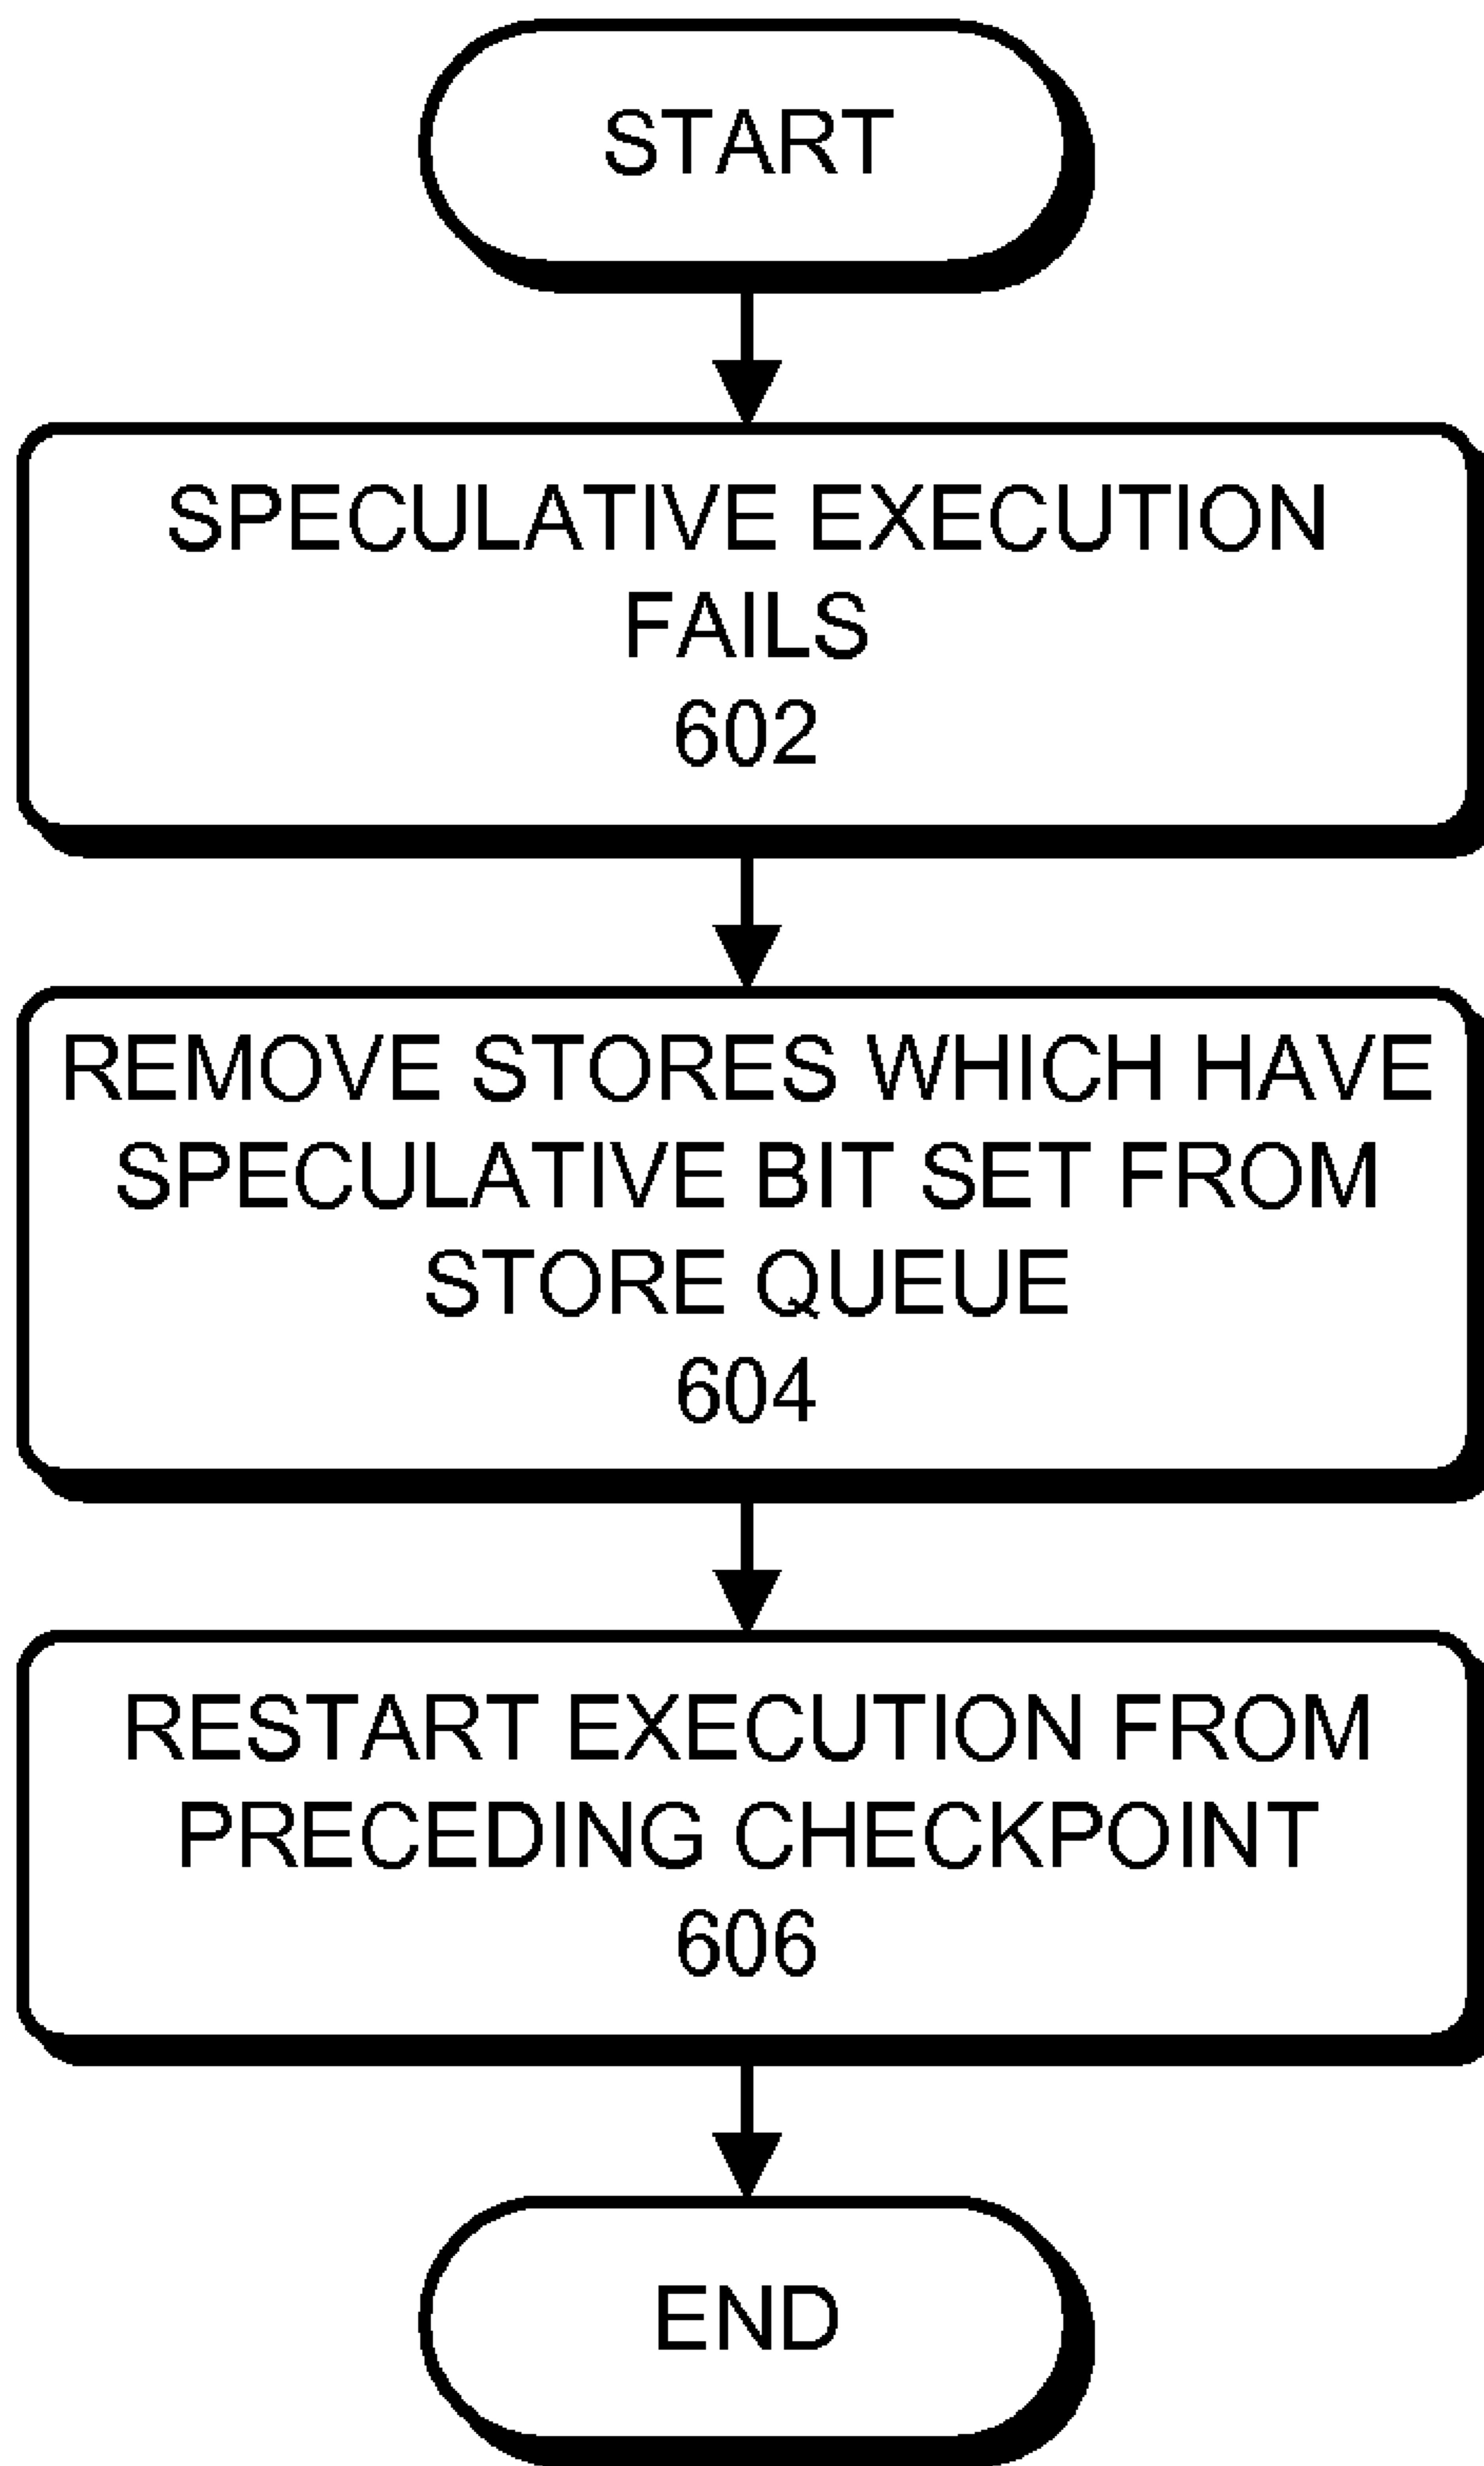 START
SPECULATIVE EXECUTION
FAILS
602
REMOVE STORES WHICH HAVE
SPECULATIVE BIT SET FROM
STORE QUEUE
604
RESTART EXECUTION FROM
PRECEDING CHECKPOINT
606
END